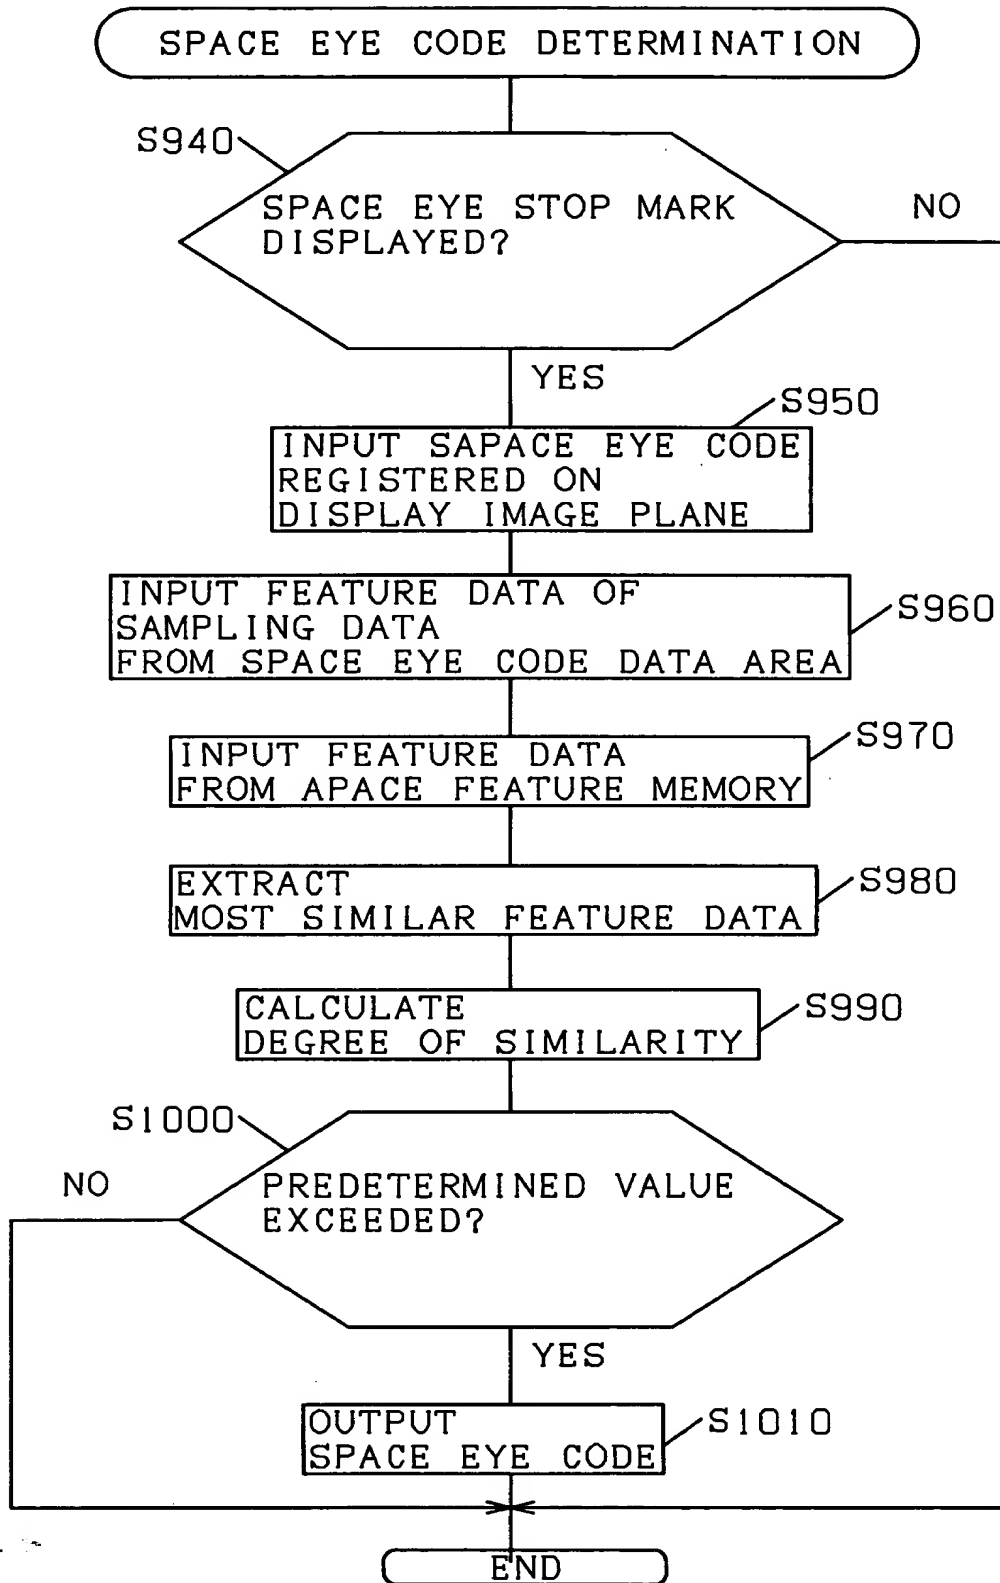 SPACE EYE CODE DETERMINATION
S940
SPACE EYE STOP MARK
DISPLAYED?
NO
YES
S950
INPUT SAPACE EYE CODE
REGISTERED ON
DISPLAY IMAGE PLANE
INPUT FEATURE DATA OF
SAMPLING DATA
FROM SPACE EYE CODE DATA AREA
S960
S970
INPUT FEATURE DATA
FROM APACE FEATURE MEMORY
EXTRACT
MOST SIMILAR FEATURE DATA
S980
CALCULATE
DEGREE OF SIMILARITY
S990
S1000
NO
PREDETERMINED VALUE
EXCEEDED?
YES
OUTPUT
SPACE EYE CODE
S1010
END